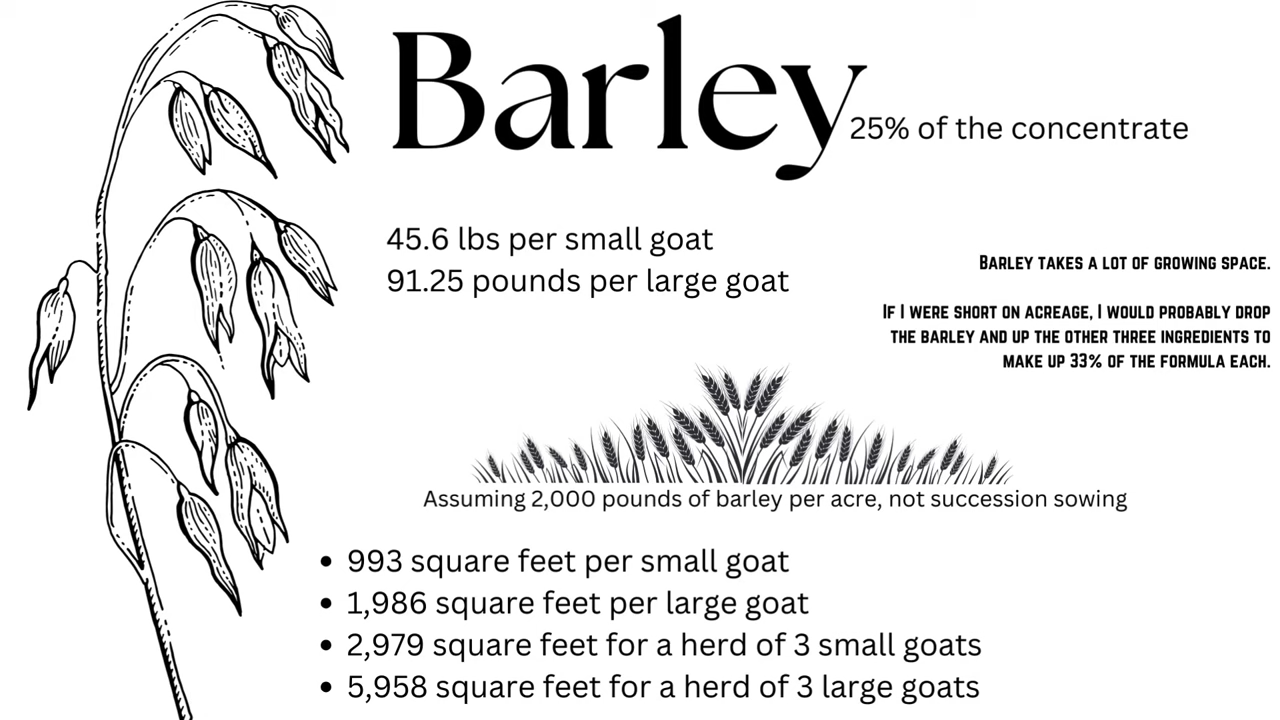 Barley
25% of the concentrate
45.6 lbs per small goat
91.25 pounds per large goat
Barley takes a lot of growing space.
If I were short on acreage, I would probably drop
the barley and up the other three ingredients to
make up 33% of the formula each.
Assuming 2,000 pounds of barley per acre, not succession sowing
• 993 square feet per small goat
• 1,986 square feet per large goat
• 2,979 square feet for a herd of 3 small goats
• 5,958 square feet for a herd of 3 large goats